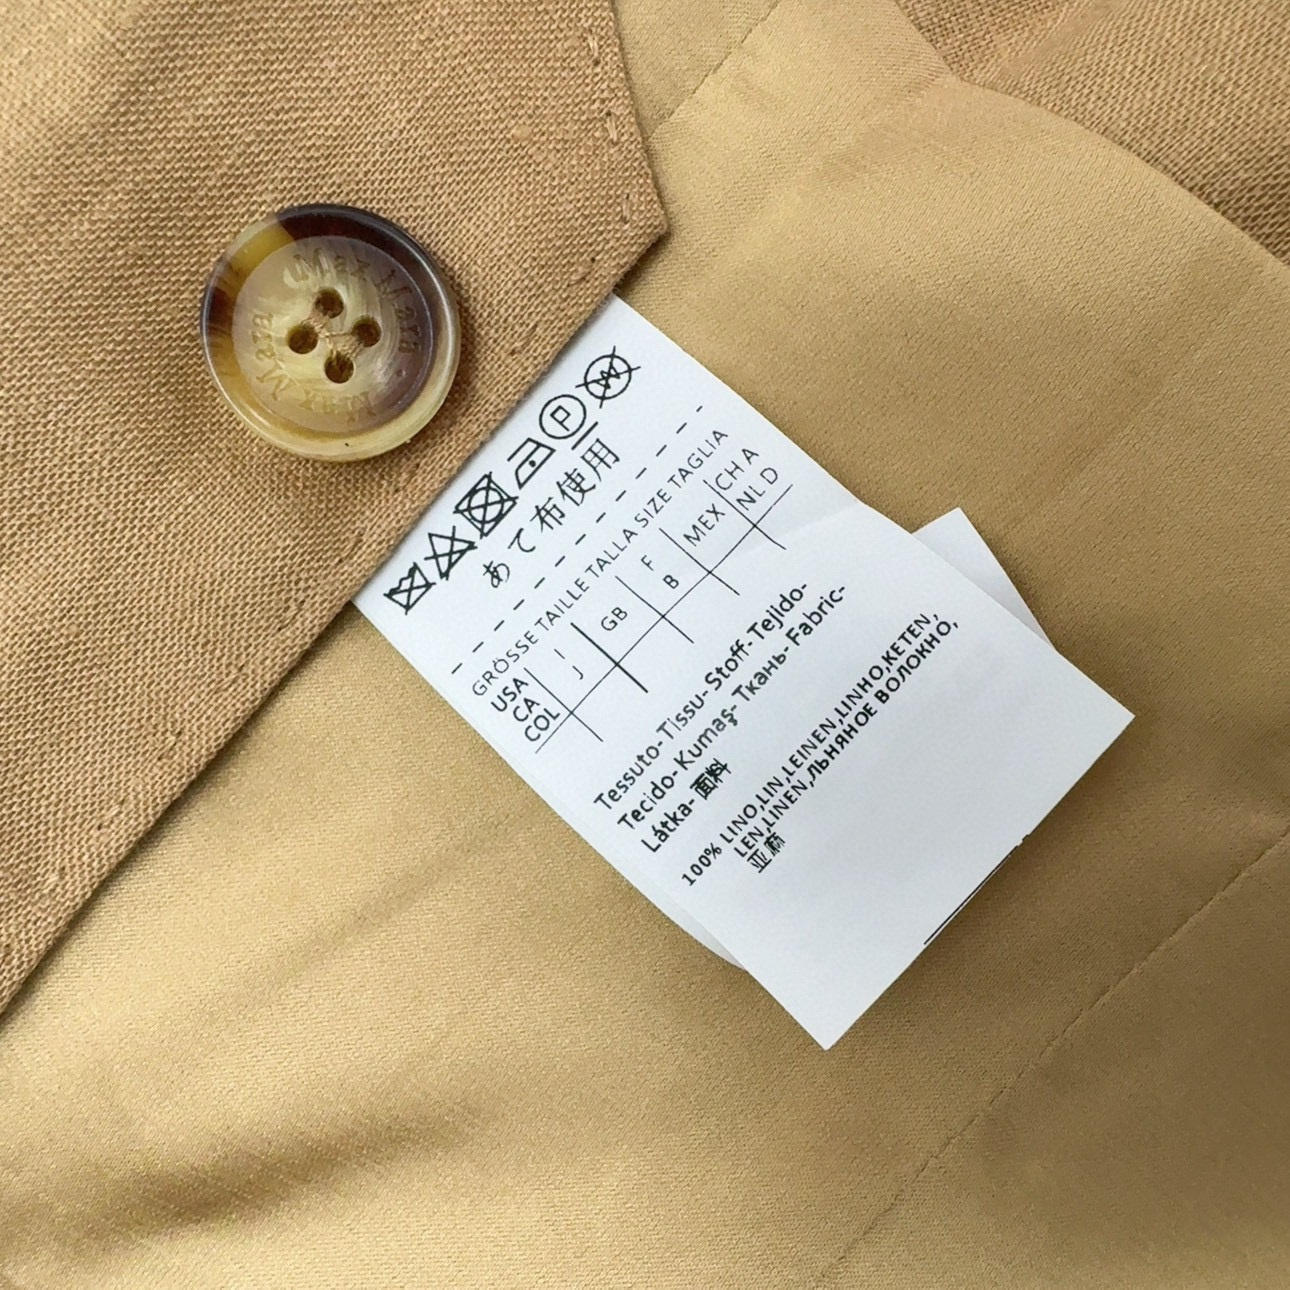 Max Mara
Max Mara
W
P
あて布使用
GRÖSSE TAILLE TALLA SIZE TAGLIA
USA
CA
COL
I
J
GB
F
B
MEX
CH A
NL D
Tessuto-Tissu-Stoff-Tejido-
Tecido-Kumaş-Ткань-Fabric-
Látka-面料
100% LINO,LIN,LEINEN,LINHO,KETEN,
LEN,LINEN,ЛЬНЯНОЕ ВОЛОКНО,
亚麻